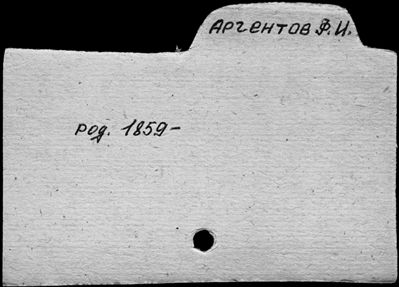 Аргентов Ф. И.
род. 1859-